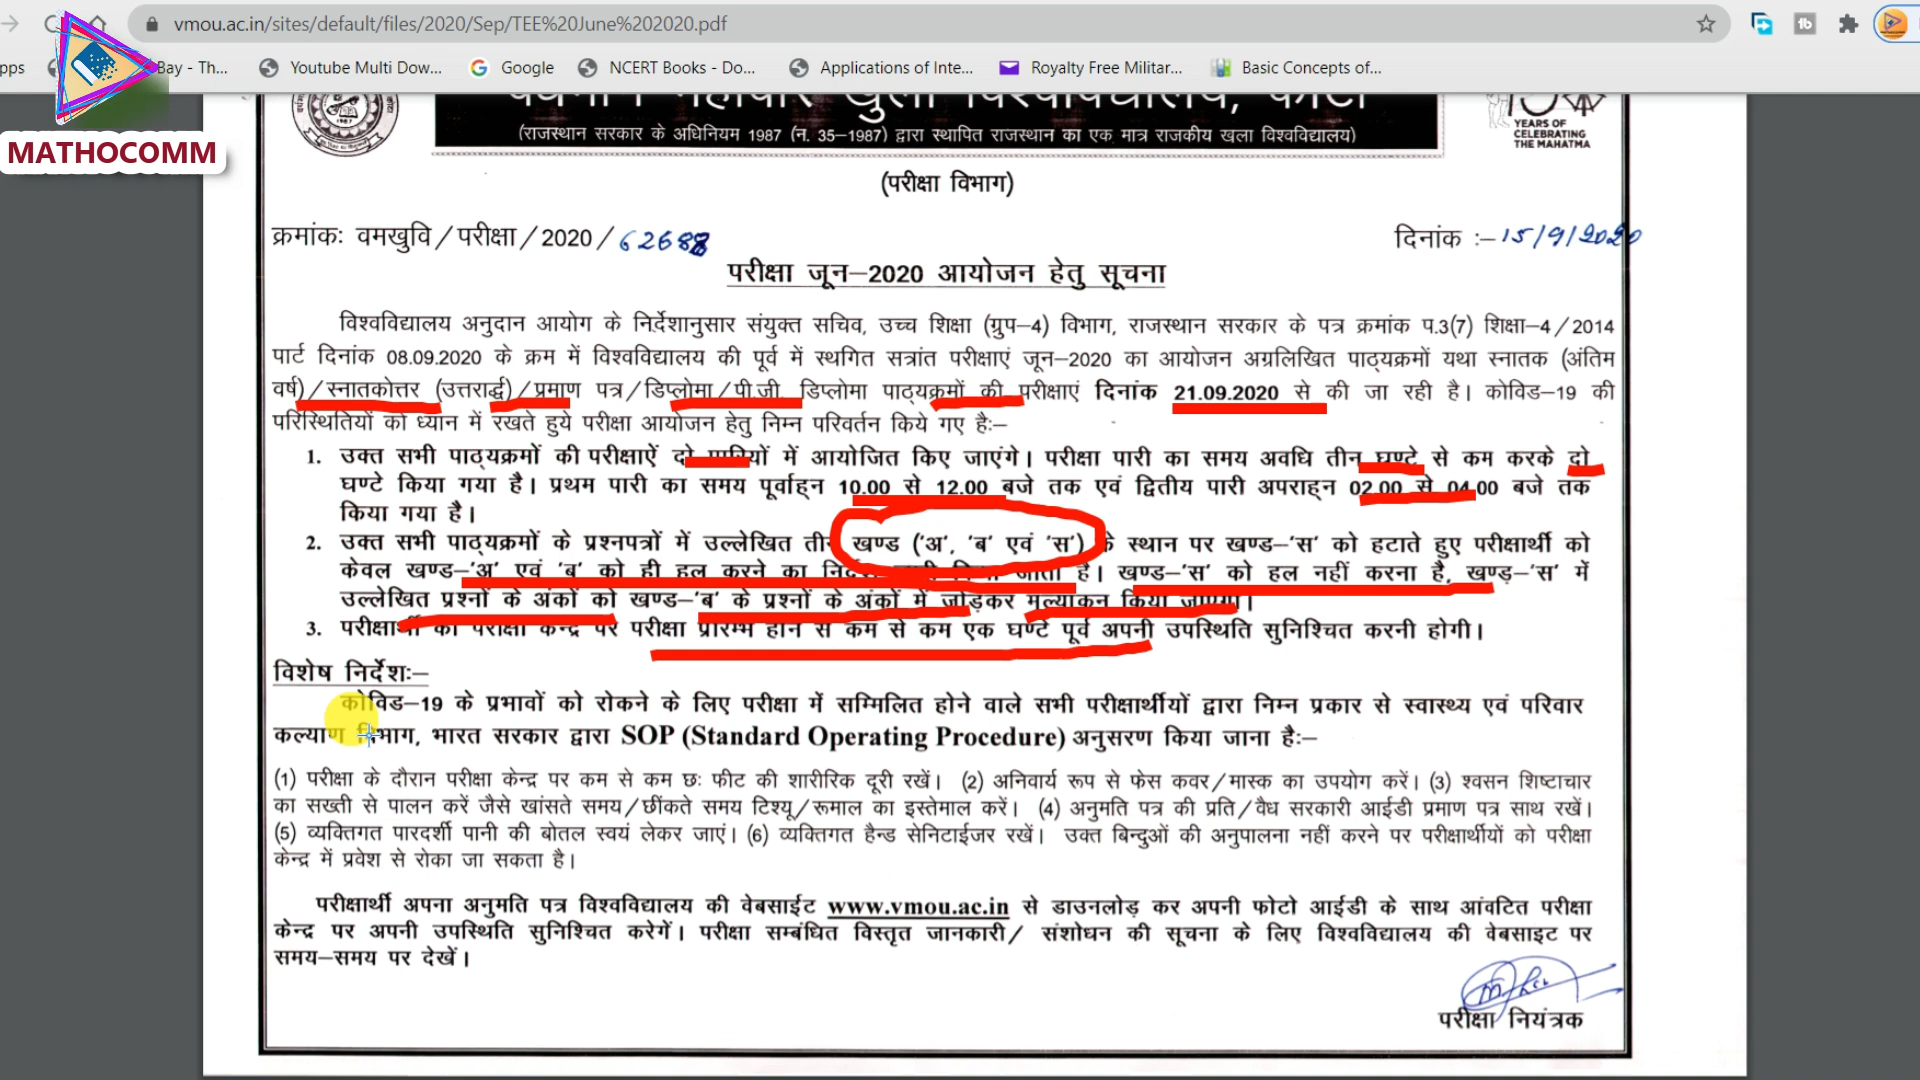 vmou.ac.in/sites/default/files/2020/Sep/TEE%20June%202020.pdf
pps Bay - Th... Youtube Multi Dow... Google NCERT Books - Do... Applications of Inte... Royalty Free Militar... Basic Concepts of...
MATHOCOMM
महावीर खुला विश्वविद्यालय, कोटा
(राजस्थान सरकार के अधिनियम 1987 (न. 35–1987) द्वारा स्थापित राजस्थान का एक मात्र राजकीय खुला विश्वविद्यालय)
1987
YEARS OF
CELEBRATING
THE MAHATMA
(परीक्षा विभाग)
क्रमांकः वमखुवि/परीक्षा/2020/
दिनांक :–15/9/2020
परीक्षा जून–2020 आयोजन हेतु सूचना
विश्वविद्यालय अनुदान आयोग के निर्देशानुसार संयुक्त सचिव, उच्च शिक्षा (ग्रुप–4) विभाग, राजस्थान सरकार के पत्र क्रमांक प.3(7) शिक्षा–4/2014
पार्ट दिनांक 08.09.2020 के क्रम में विश्वविद्यालय की पूर्व में स्थगित सत्रांत परीक्षाएं जून–2020 का आयोजन अग्रलिखित पाठ्यक्रमों यथा स्नातक (अंतिम
वर्ष)/स्नातकोत्तर (उत्तरार्द्ध)/प्रमाण पत्र/डिप्लोमा/पी.जी. डिप्लोमा पाठ्यक्रमों की परीक्षाएं दिनांक 21.09.2020 से की जा रही है। कोविड–19 की
परिस्थितियों को ध्यान में रखते हुये परीक्षा आयोजन हेतु निम्न परिवर्तन किये गए हैः–
1. उक्त सभी पाठ्यक्रमों की परीक्षाऐं दो पारियों में आयोजित किए जाएंगे। परीक्षा पारी का समय अवधि तीन घण्टे से कम करके दो
घण्टे किया गया है। प्रथम पारी का समय पूर्वाह्न 10.00 से 12.00 बजे तक एवं द्वितीय पारी अपराह्न 02.00 से 04.00 बजे तक
किया गया है।
2. उक्त सभी पाठ्यक्रमों के प्रश्नपत्रों में उल्लेखित तीन खण्ड ('अ', 'ब' एवं 'स') के स्थान पर खण्ड–'स' को हटाते हुए परीक्षार्थी को
केवल खण्ड–'अ' एवं 'ब' को ही हल करने का निर्देश जारी किया जाता है। खण्ड–'स' को हल नहीं करना है, खण्ड़–'स' में
उल्लेखित प्रश्नों के अंकों को खण्ड–'ब' के प्रश्नों के अंकों में जोड़कर मूल्यांकन किया जाएगा।
3. परीक्षार्थी को परीक्षा केन्द्र पर परीक्षा प्रारम्भ होने से कम से कम एक घण्टे पूर्व अपनी उपस्थिति सुनिश्चित करनी होगी।
विशेष निर्देशः–
कोविड–19 के प्रभावों को रोकने के लिए परीक्षा में सम्मिलित होने वाले सभी परीक्षार्थीयों द्वारा निम्न प्रकार से स्वास्थ्य एवं परिवार
कल्याण विभाग, भारत सरकार द्वारा SOP (Standard Operating Procedure) अनुसरण किया जाना हैः–
(1) परीक्षा के दौरान परीक्षा केन्द्र पर कम से कम छः फीट की शारीरिक दूरी रखें। (2) अनिवार्य रूप से फेस कवर/मास्क का उपयोग करें। (3) श्वसन शिष्टाचार
का सख्ती से पालन करें जैसे खांसते समय/छींकते समय टिश्यू/रूमाल का इस्तेमाल करें। (4) अनुमति पत्र की प्रति/वैध सरकारी आईडी प्रमाण पत्र साथ रखें।
(5) व्यक्तिगत पारदर्शी पानी की बोतल स्वयं लेकर जाएं। (6) व्यक्तिगत हैन्ड सेनिटाईजर रखें। उक्त बिन्दुओं की अनुपालना नहीं करने पर परीक्षार्थीयों को परीक्षा
केन्द्र में प्रवेश से रोका जा सकता है।
परीक्षार्थी अपना अनुमति पत्र विश्वविद्यालय की वेबसाईट www.vmou.ac.in से डाउनलोड़ कर अपनी फोटो आईडी के साथ आंवटित परीक्षा
केन्द्र पर अपनी उपस्थिति सुनिश्चित करेगें। परीक्षा सम्बंधित विस्तृत जानकारी/ संशोधन की सूचना के लिए विश्वविद्यालय की वेबसाइट पर
समय–समय पर देखें।
परीक्षा नियंत्रक